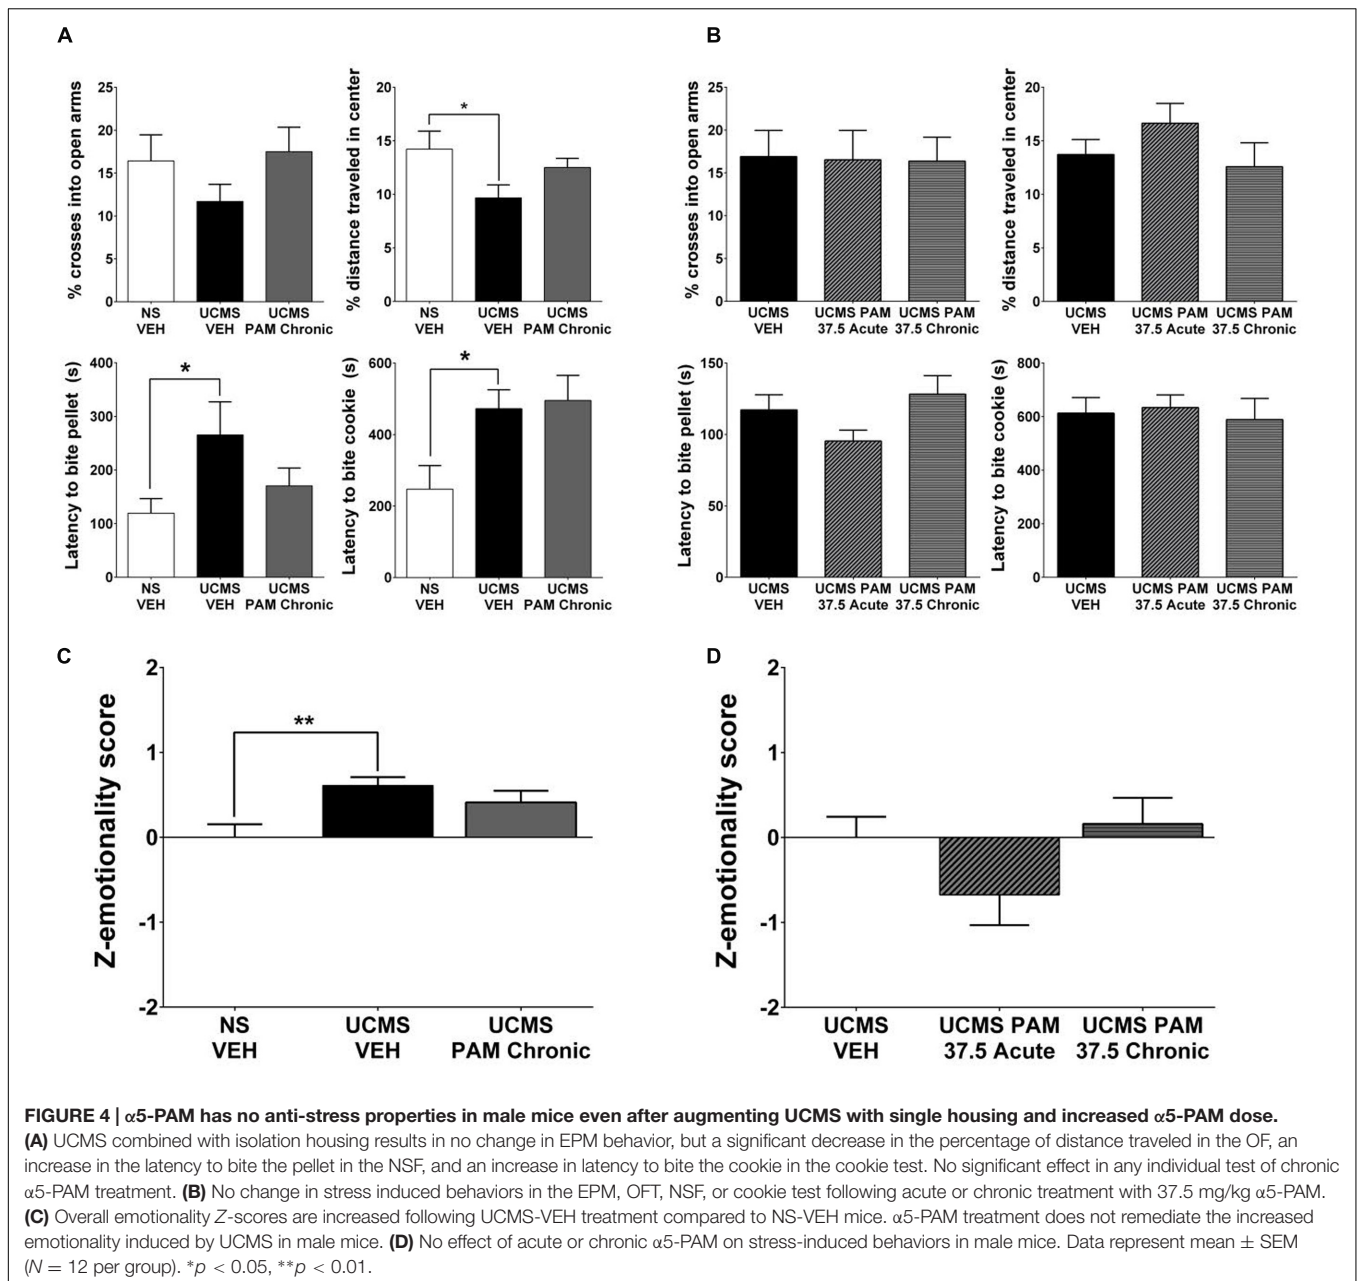 A
B
% crosses into open arms
25
20
15
10
5
0
NS
VEH
UCMS
VEH
UCMS
PAM Chronic
% distance traveled in center
20
15
10
5
0
*
NS
VEH
UCMS
VEH
UCMS
PAM Chronic
% crosses into open arms
25
20
15
10
5
0
UCMS
VEH
UCMS PAM
37.5 Acute
UCMS PAM
37.5 Chronic
% distance traveled in center
20
15
10
5
0
UCMS
VEH
UCMS PAM
37.5 Acute
UCMS PAM
37.5 Chronic
Latency to bite pellet (s)
400
300
200
100
0
*
NS
VEH
UCMS
VEH
UCMS
PAM Chronic
Latency to bite cookie (s)
600
400
200
0
*
NS
VEH
UCMS
VEH
UCMS
PAM Chronic
Latency to bite pellet (s)
150
100
50
0
UCMS
VEH
UCMS PAM
37.5 Acute
UCMS PAM
37.5 Chronic
Latency to bite cookie (s)
800
600
400
200
0
UCMS
VEH
UCMS PAM
37.5 Acute
UCMS PAM
37.5 Chronic
C
Z-emotionality score
2
1
0
-1
-2
**
NS
VEH
UCMS
VEH
UCMS
PAM Chronic
D
Z-emotionality score
2
1
0
-1
-2
UCMS
VEH
UCMS PAM
37.5 Acute
UCMS PAM
37.5 Chronic
FIGURE 4 | α5-PAM has no anti-stress properties in male mice even after augmenting UCMS with single housing and increased α5-PAM dose.
(A) UCMS combined with isolation housing results in no change in EPM behavior, but a significant decrease in the percentage of distance traveled in the OF, an
increase in the latency to bite the pellet in the NSF, and an increase in latency to bite the cookie in the cookie test. No significant effect in any individual test of chronic
α5-PAM treatment. (B) No change in stress induced behaviors in the EPM, OFT, NSF, or cookie test following acute or chronic treatment with 37.5 mg/kg α5-PAM.
(C) Overall emotionality Z-scores are increased following UCMS-VEH treatment compared to NS-VEH mice. α5-PAM treatment does not remediate the increased
emotionality induced by UCMS in male mice. (D) No effect of acute or chronic α5-PAM on stress-induced behaviors in male mice. Data represent mean ± SEM
(N = 12 per group). *p < 0.05, **p < 0.01.